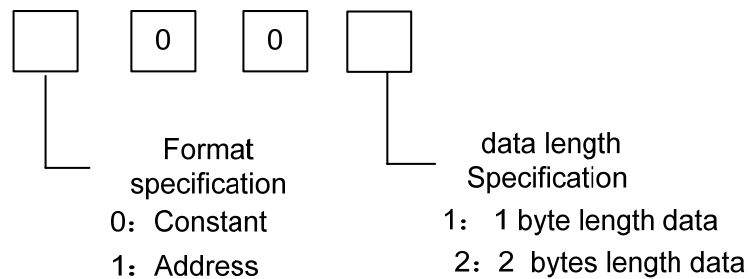 0 0
Format
specification
0：Constant
1：Address
data length
Specification
1： 1 byte length data
2：2 bytes length data